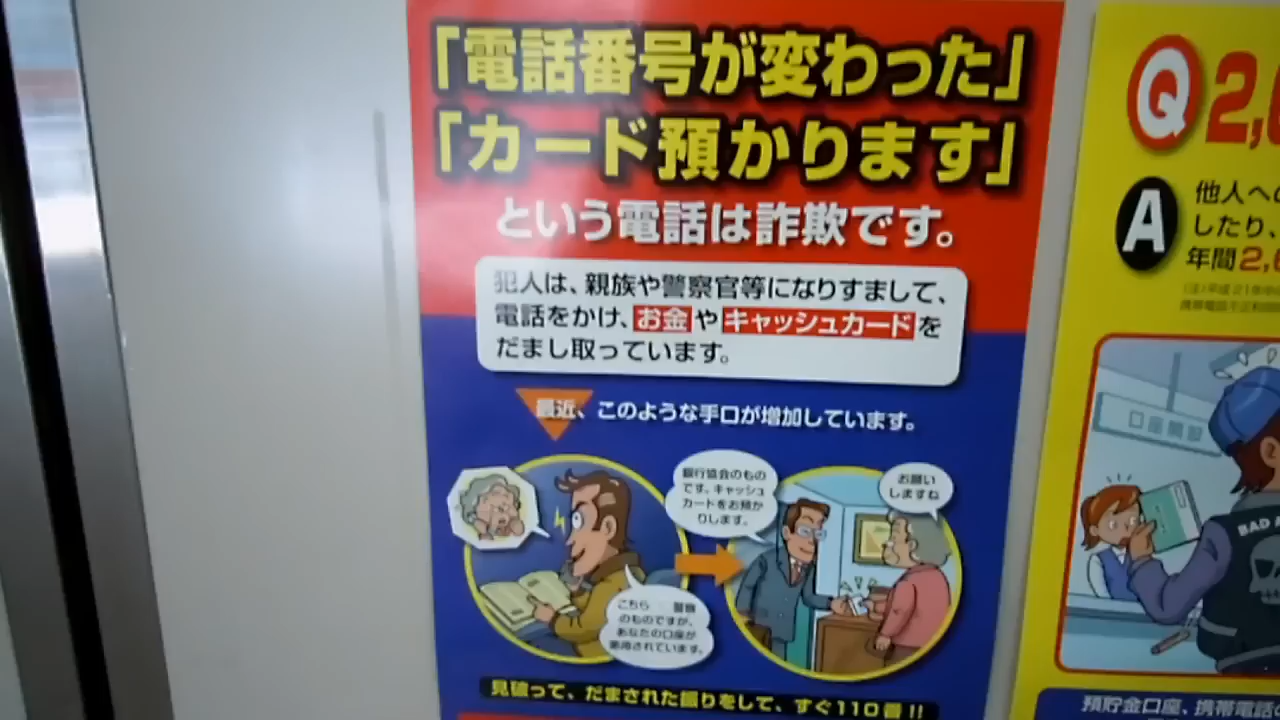 「電話番号が変わった」
「カード預かります」
という電話は詐欺です。
犯人は、親族や警察官等になりすまして、
電話をかけ、お金やキャッシュカードを
だまし取っています。
最近、このような手口が増加しています。
銀行協会のもの
です。キャッシュ
カードをお預か
りします。
お願い
しますね
こちら 警察
のものですが、
あなたの口座が
悪用されています。
見破って、だまされた振りをして、すぐ110番!!
Q 2,
A 他人への
したり、
年間2,6
口座開設
BAD
預貯金口座、携帯電話の